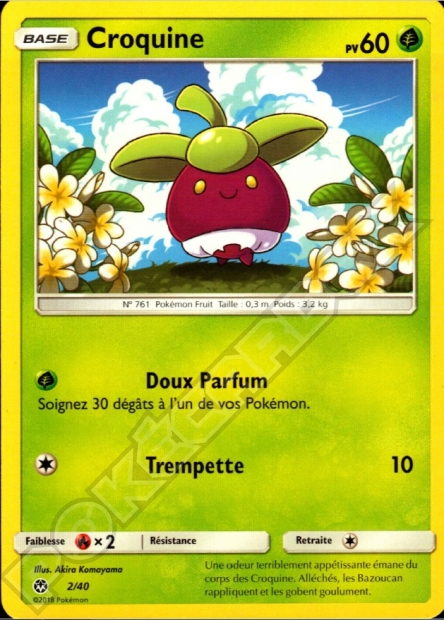 BASE Croquine PV60
N° 761 Pokémon Fruit Taille : 0,3 m Poids : 3,2 kg
Doux Parfum
Soignez 30 dégâts à l'un de vos Pokémon.
Trempette 10
Faiblesse ×2 Résistance Retraite
Illus. Akira Komayama
2/40
©2018 Pokémon
Une odeur terriblement appétissante émane du
corps des Croquine. Alléchés, les Bazoucan
rappliquent et les gobent goulument.
POKÉCARDEX